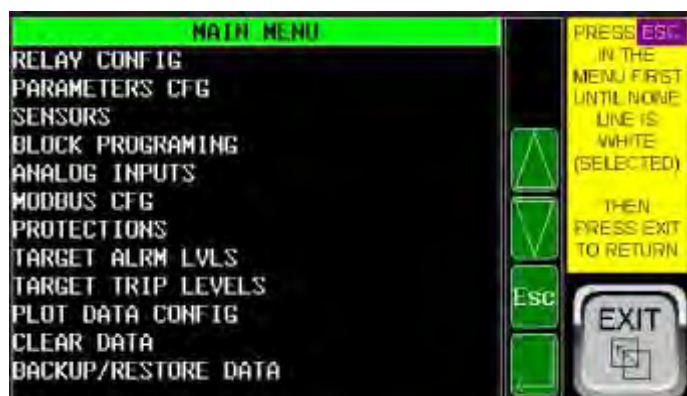 MAIN MENU
RELAY CONFIG
PARAMETERS CFG
SENSORS
BLOCK PROGRAMING
ANALOG INPUTS
MODBUS CFG
PROTECTIONS
TARGET ALRM LVLS
TARGET TRIP LEVELS
PLOT DATA CONFIG
CLEAR DATA
BACKUP/RESTORE DATA
Esc
PRESS ESC
IN THE
MENU FIRST
UNTIL NONE
LINE IS
WHITE
(SELECTED)
THEN
PRESS EXIT
TO RETURN
EXIT